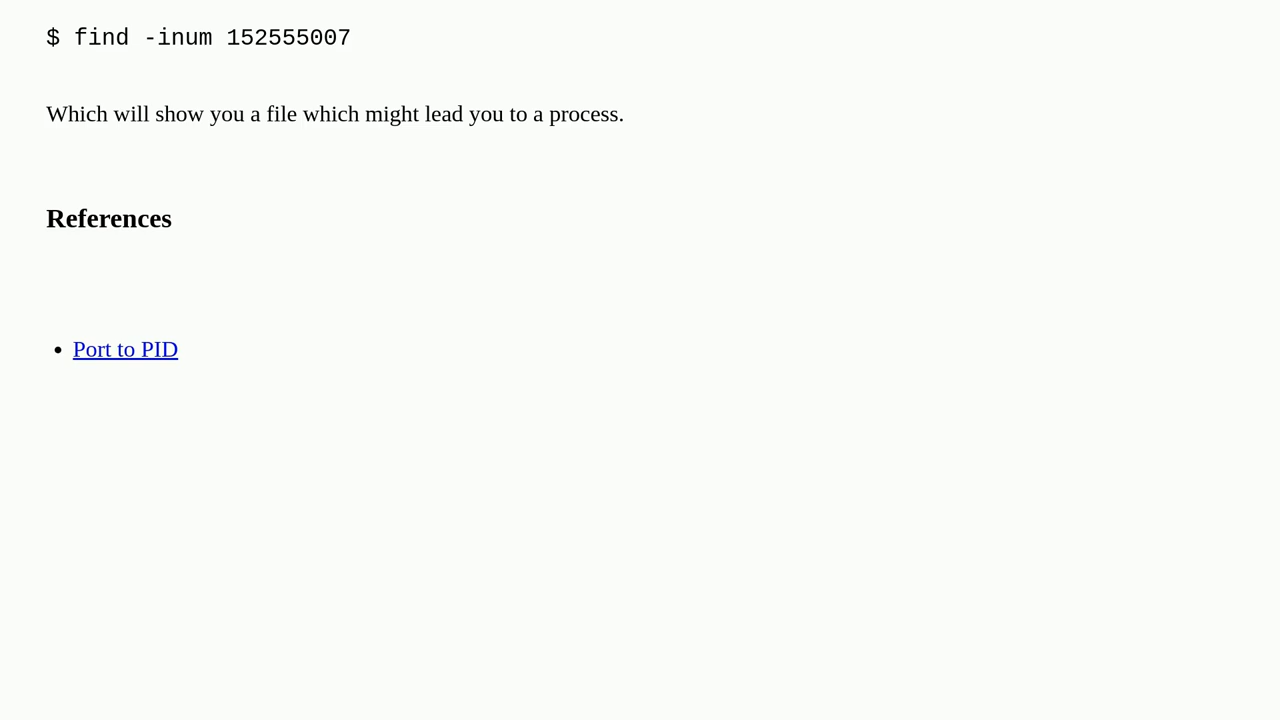 $ find -inum 152555007
Which will show you a file which might lead you to a process.
References
• Port to PID